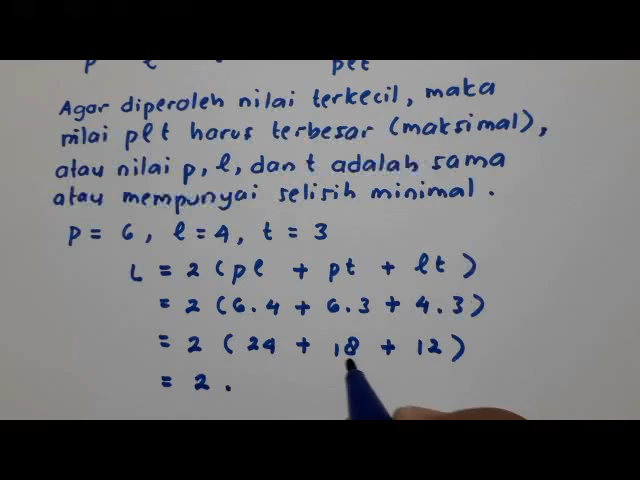 plt
Agar diperoleh nilai terkecil, maka
nilai plt harus terbesar (maksimal),
atau nilai p, l, dan t adalah sama
atau mempunyai selisih minimal.
p = 6, l = 4, t = 3
L = 2 (pl + pt + lt)
= 2 (6.4 + 6.3 + 4.3)
= 2 (24 + 18 + 12)
= 2 .